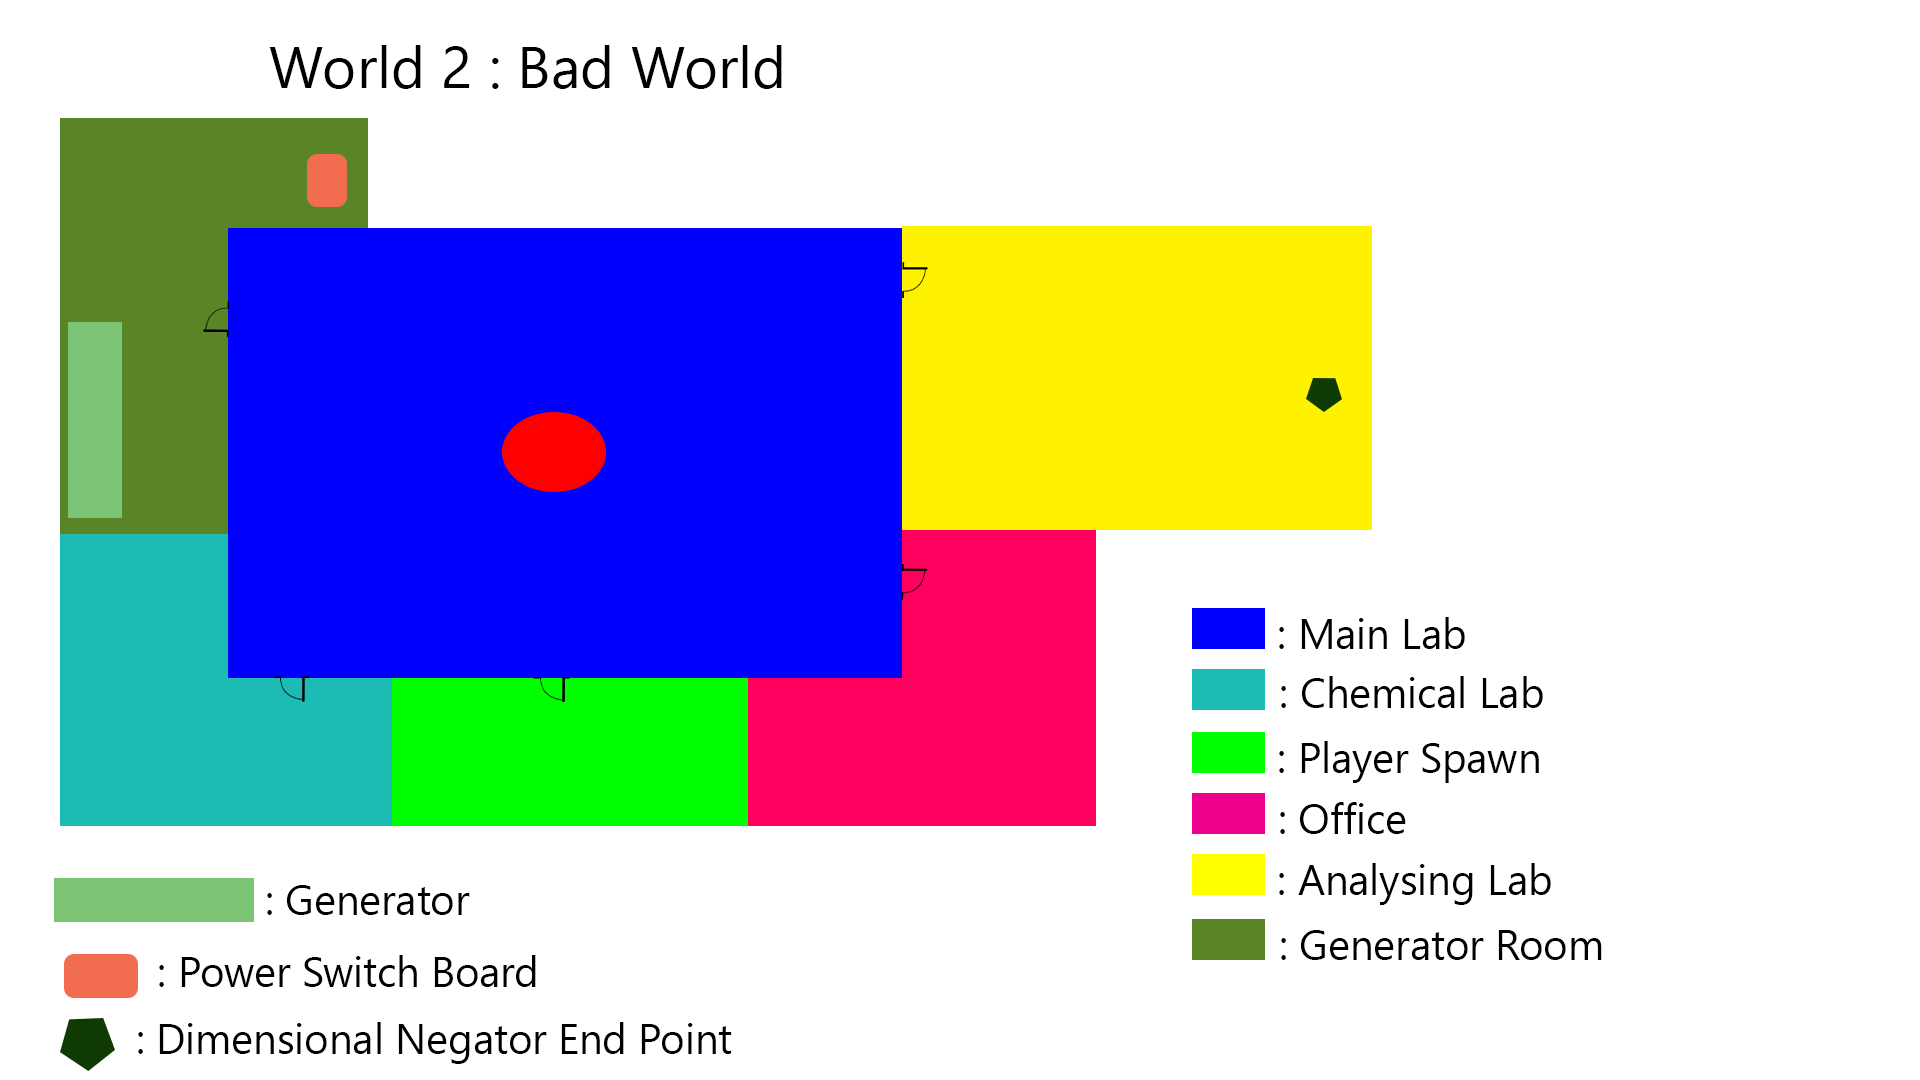 World 2 : Bad World
: Main Lab
: Chemical Lab
: Player Spawn
: Office
: Analysing Lab
: Generator Room
: Generator
: Power Switch Board
: Dimensional Negator End Point